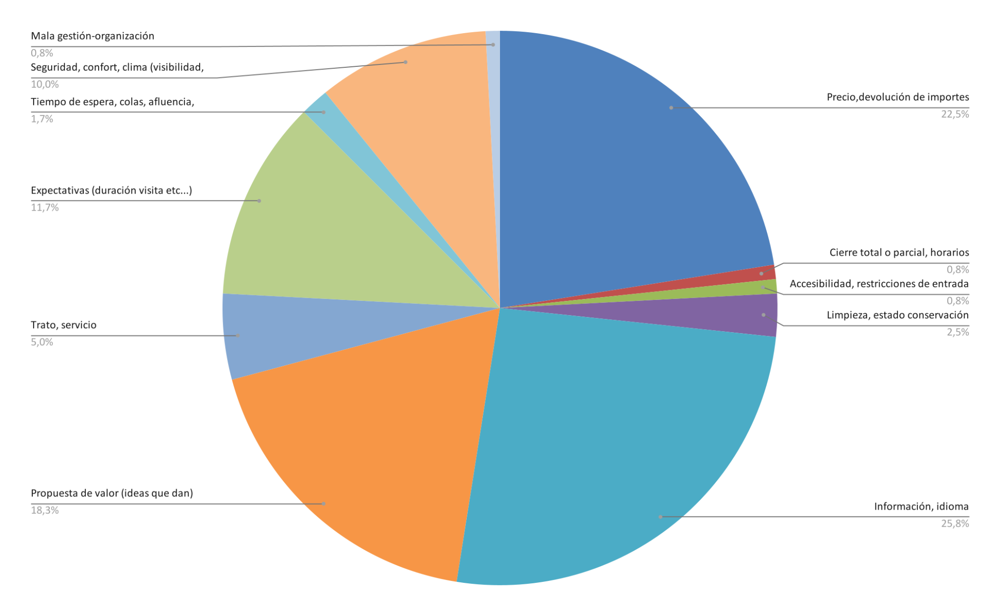 Mala gestión-organización
0,8%
Seguridad, confort, clima (visibilidad,
10,0%
Tiempo de espera, colas, afluencia,
1,7%
Expectativas (duración visita etc...)
11,7%
Trato, servicio
5,0%
Propuesta de valor (ideas que dan)
18,3%
Precio,devolución de importes
22,5%
Cierre total o parcial, horarios
0,8%
Accesibilidad, restricciones de entrada
0,8%
Limpieza, estado conservación
2,5%
Información, idioma
25,8%